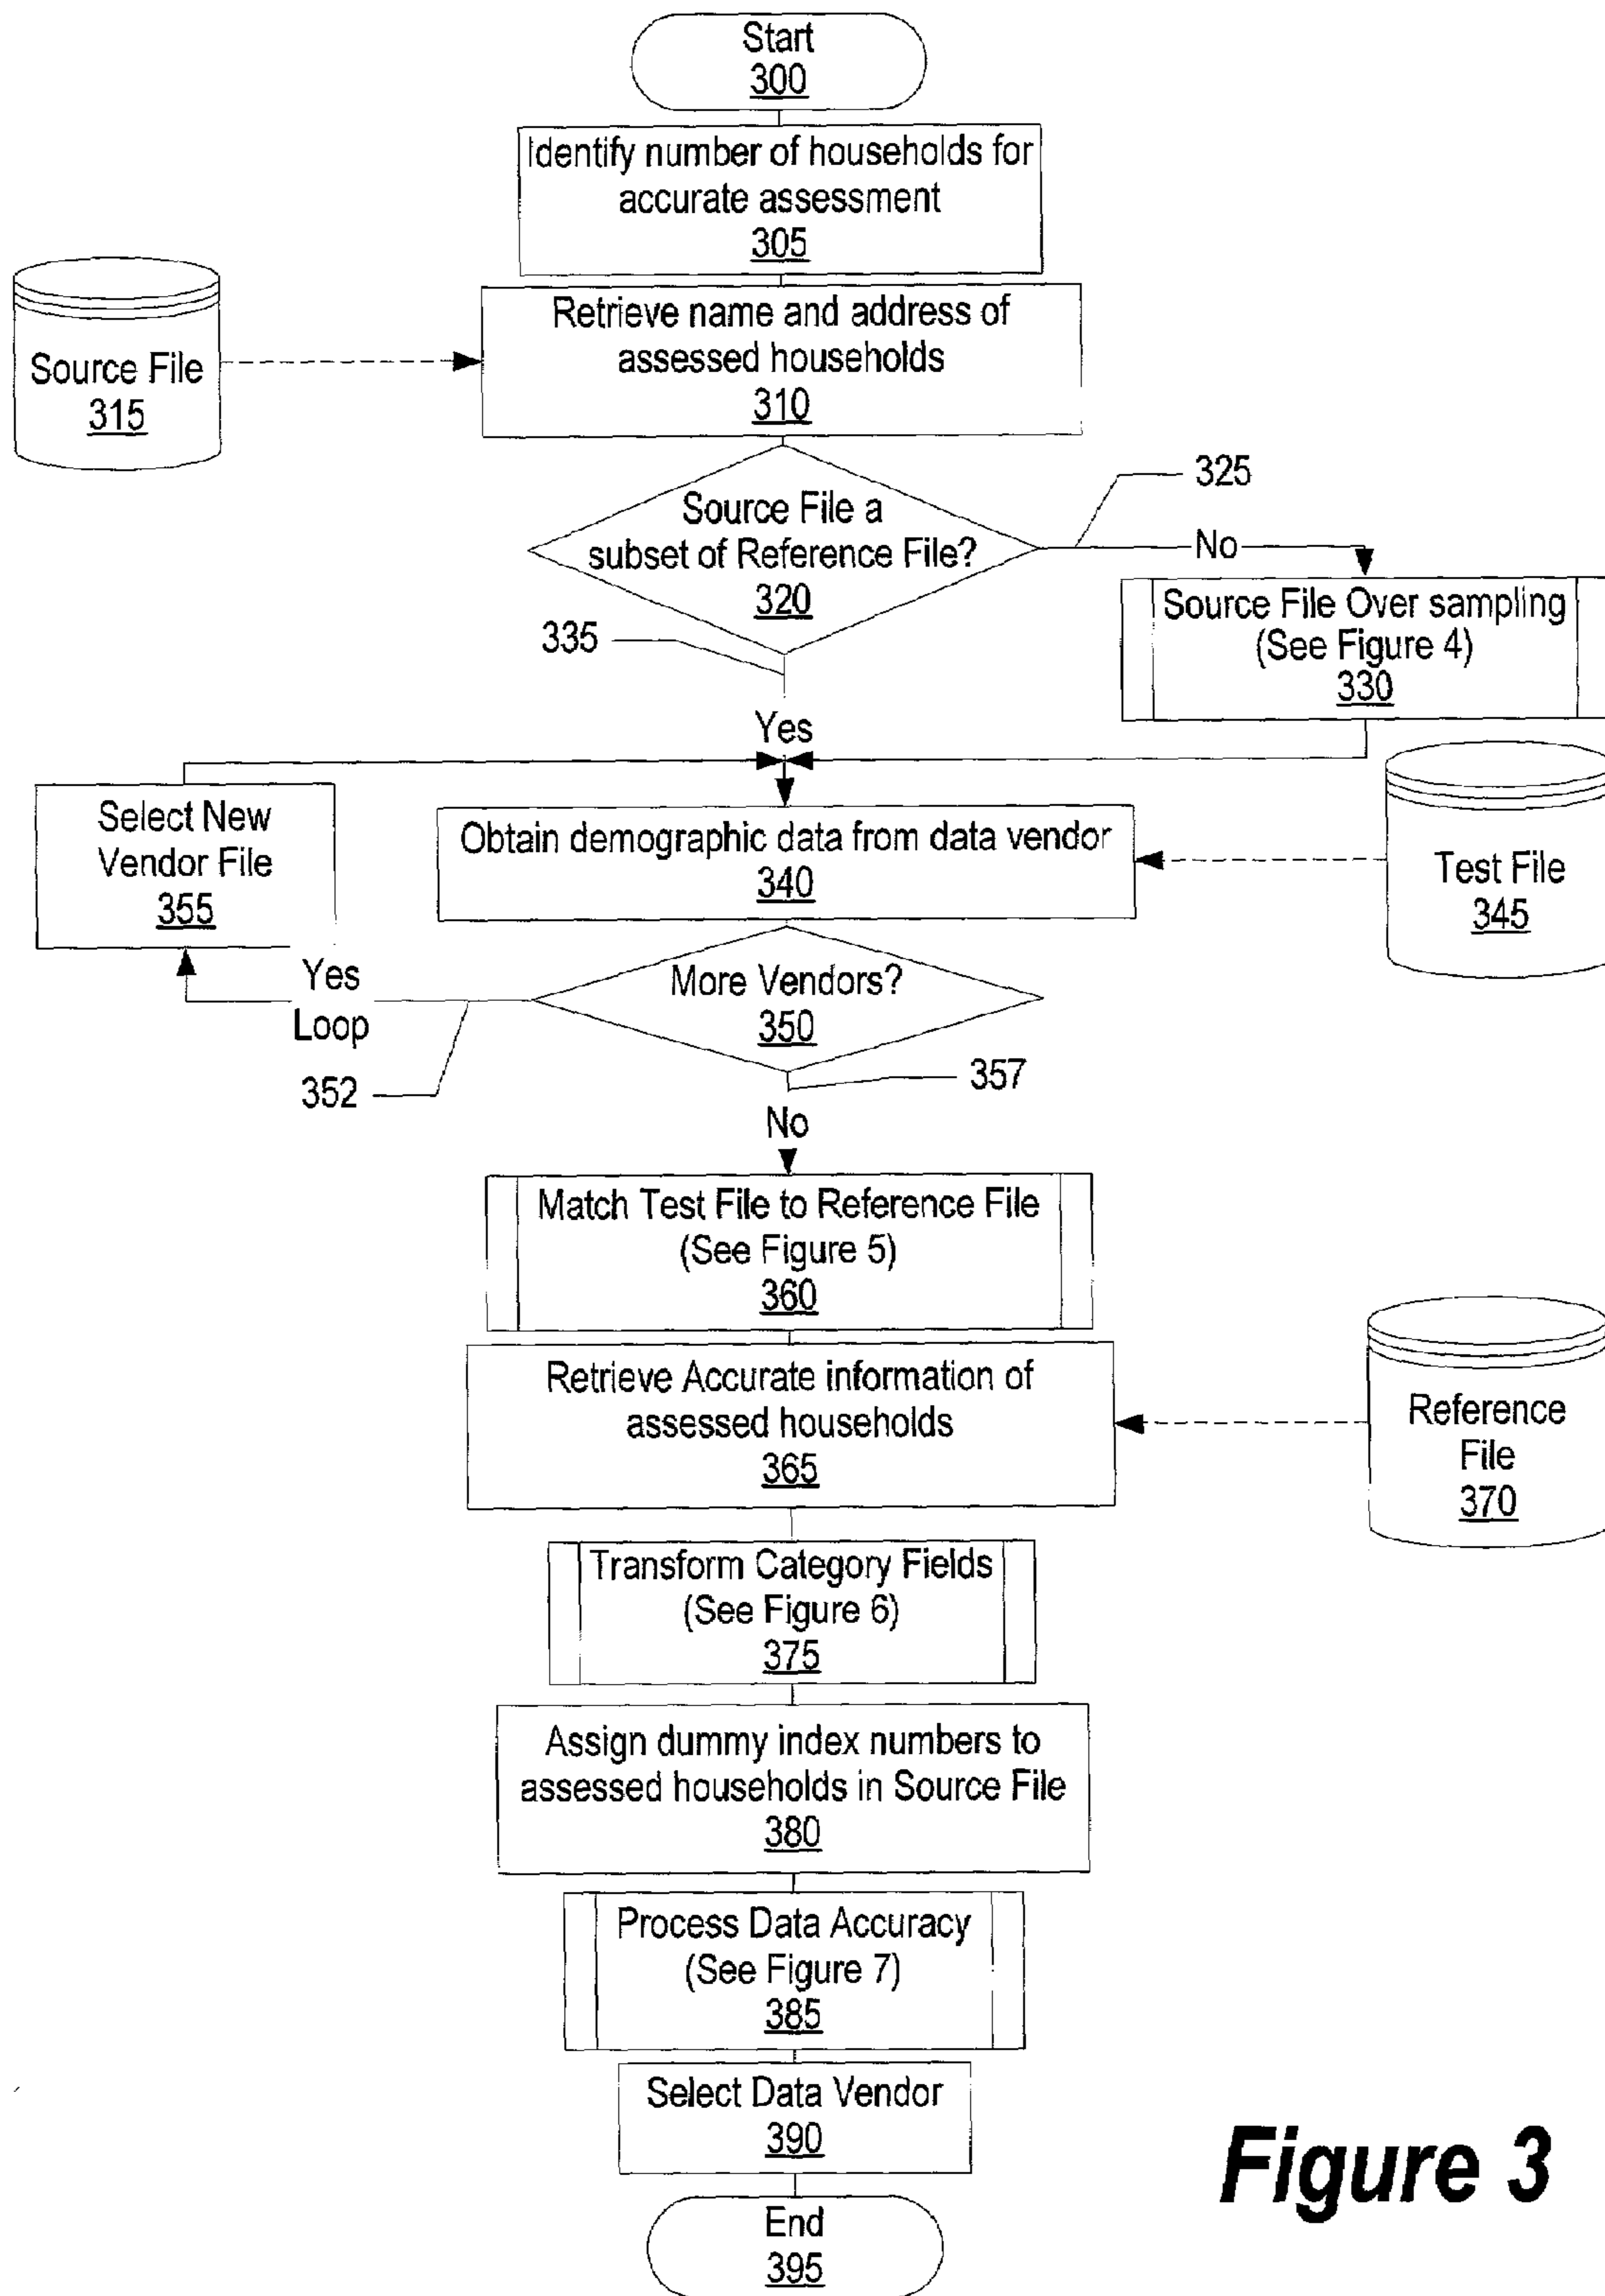 Start
300
Identify number of households for
accurate assessment
305
Retrieve name and address of
assessed households
310
Source File
315
325
Source File a
subset of Reference File?
320
No
Source File Over sampling
(See Figure 4)
330
335
Yes
Select New
Vendor File
355
Obtain demographic data from data vendor
340
Test File
345
Yes
Loop
352
More Vendors?
350
357
No
Match Test File to Reference File
(See Figure 5)
360
Retrieve Accurate information of
assessed households
365
Reference
File
370
Transform Category Fields
(See Figure 6)
375
Assign dummy index numbers to
assessed households in Source File
380
Process Data Accuracy
(See Figure 7)
385
Select Data Vendor
390
End
395
Figure 3